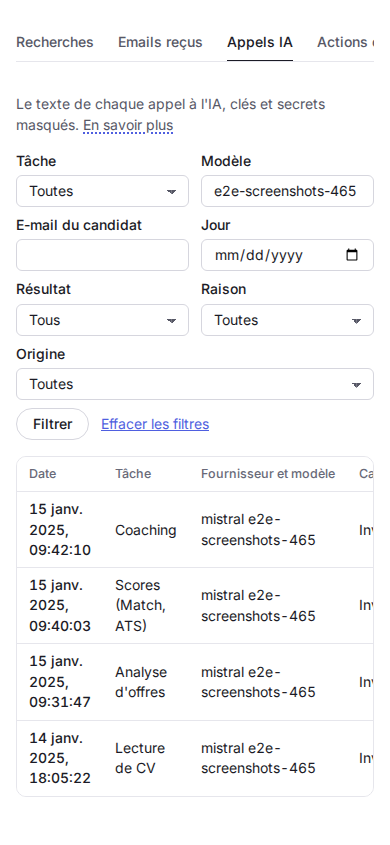 Recherches Emails reçus Appels IA Actions
Le texte de chaque appel à l'IA, clés et secrets
masqués. En savoir plus
Tâche Modèle
Toutes e2e-screenshots-465
E-mail du candidat Jour
mm/dd/yyyy
Résultat Raison
Tous Toutes
Origine
Toutes
Filtrer Effacer les filtres
Date Tâche Fournisseur et modèle
15 janv.
2025,
09:42:10
Coaching
mistral e2e-
screenshots-465
15 janv.
2025,
09:40:03
Scores
(Match,
ATS)
mistral e2e-
screenshots-465
15 janv.
2025,
09:31:47
Analyse
d'offres
mistral e2e-
screenshots-465
14 janv.
2025,
18:05:22
Lecture
de CV
mistral e2e-
screenshots-465